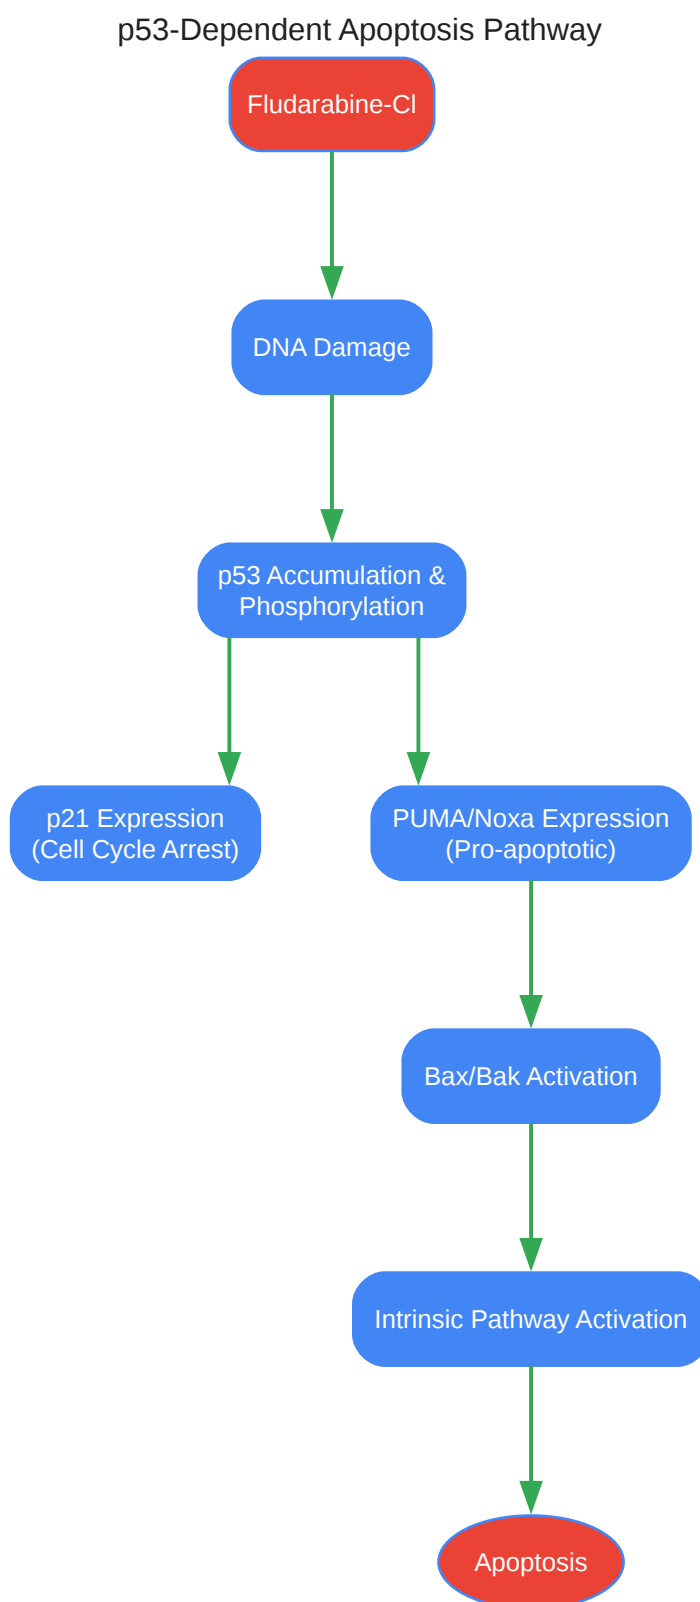 p53-Dependent Apoptosis Pathway
Fludarabine-Cl
DNA Damage
p53 Accumulation &
Phosphorylation
p21 Expression
(Cell Cycle Arrest)
PUMA/Noxa Expression
(Pro-apoptotic)
Bax/Bak Activation
Intrinsic Pathway Activation
Apoptosis